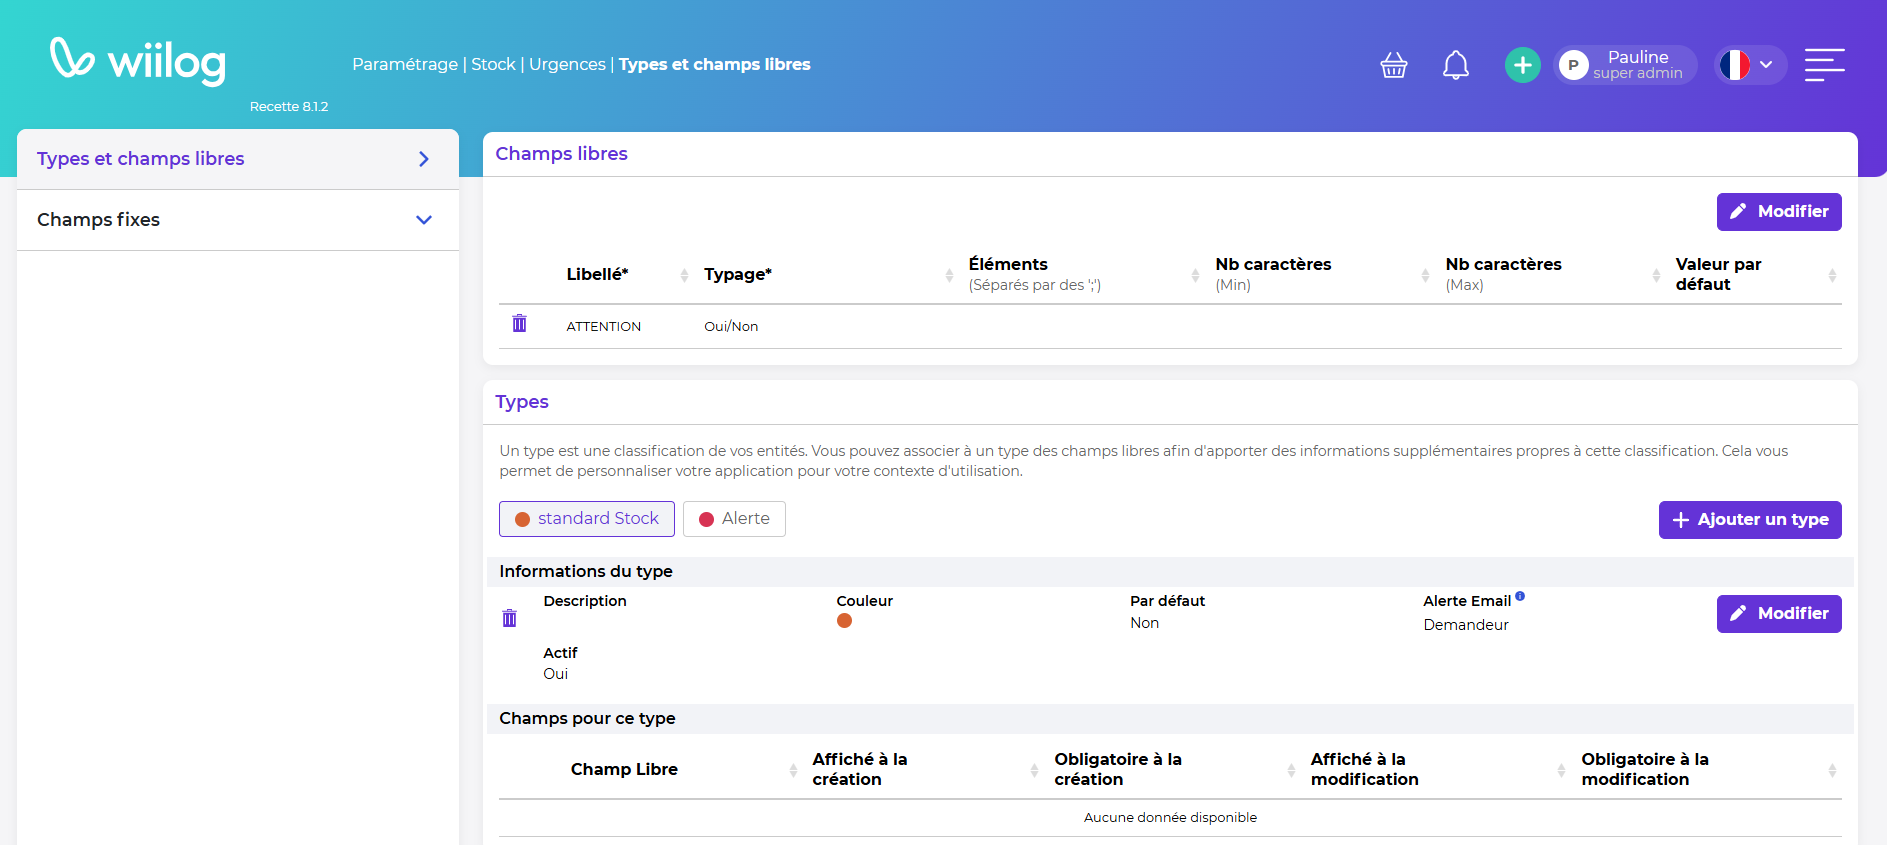 wiilog
Recette 8.1.2
Paramétrage | Stock | Urgences | Types et champs libres
P
Pauline
super admin
Types et champs libres
Champs fixes
Champs libres
Modifier
Libellé*
Typage*
Éléments
(Séparés par des ';')
Nb caractères
(Min)
Nb caractères
(Max)
Valeur par
défaut
ATTENTION
Oui/Non
Types
Un type est une classification de vos entités. Vous pouvez associer à un type des champs libres afin d'apporter des informations supplémentaires propres à cette classification. Cela vous
permet de personnaliser votre application pour votre contexte d'utilisation.
standard Stock
Alerte
Ajouter un type
Informations du type
Description
Couleur
Par défaut
Non
Alerte Email
Demandeur
Modifier
Actif
Oui
Champs pour ce type
Champ Libre
Affiché à la
création
Obligatoire à la
création
Affiché à la
modification
Obligatoire à la
modification
Aucune donnée disponible